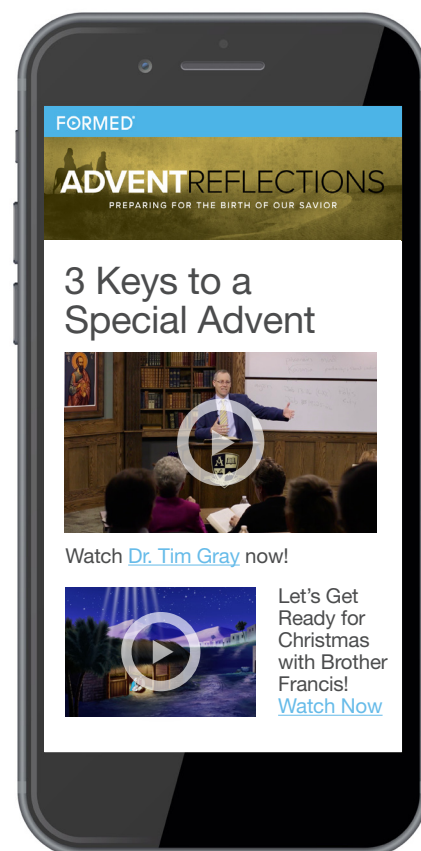 FORMED®
ADVENTREFLECTIONS
PREPARING FOR THE BIRTH OF OUR SAVIOR
3 Keys to a
Special Advent
Watch Dr. Tim Gray now!
Let’s Get
Ready for
Christmas
with Brother
Francis!
Watch Now